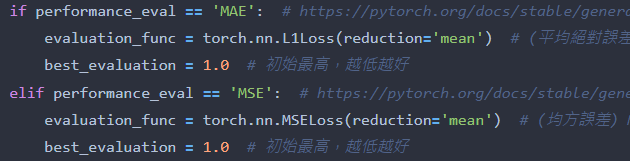 if performance_eval == 'MAE':  # https://pytorch.org/docs/stable/gener
    evaluation_func = torch.nn.L1Loss(reduction='mean')  # (平均絕對誤差
    best_evaluation = 1.0  # 初始最高，越低越好
elif performance_eval == 'MSE':  # https://pytorch.org/docs/stable/gene
    evaluation_func = torch.nn.MSELoss(reduction='mean')  # (均方誤差)
    best_evaluation = 1.0  # 初始最高，越低越好